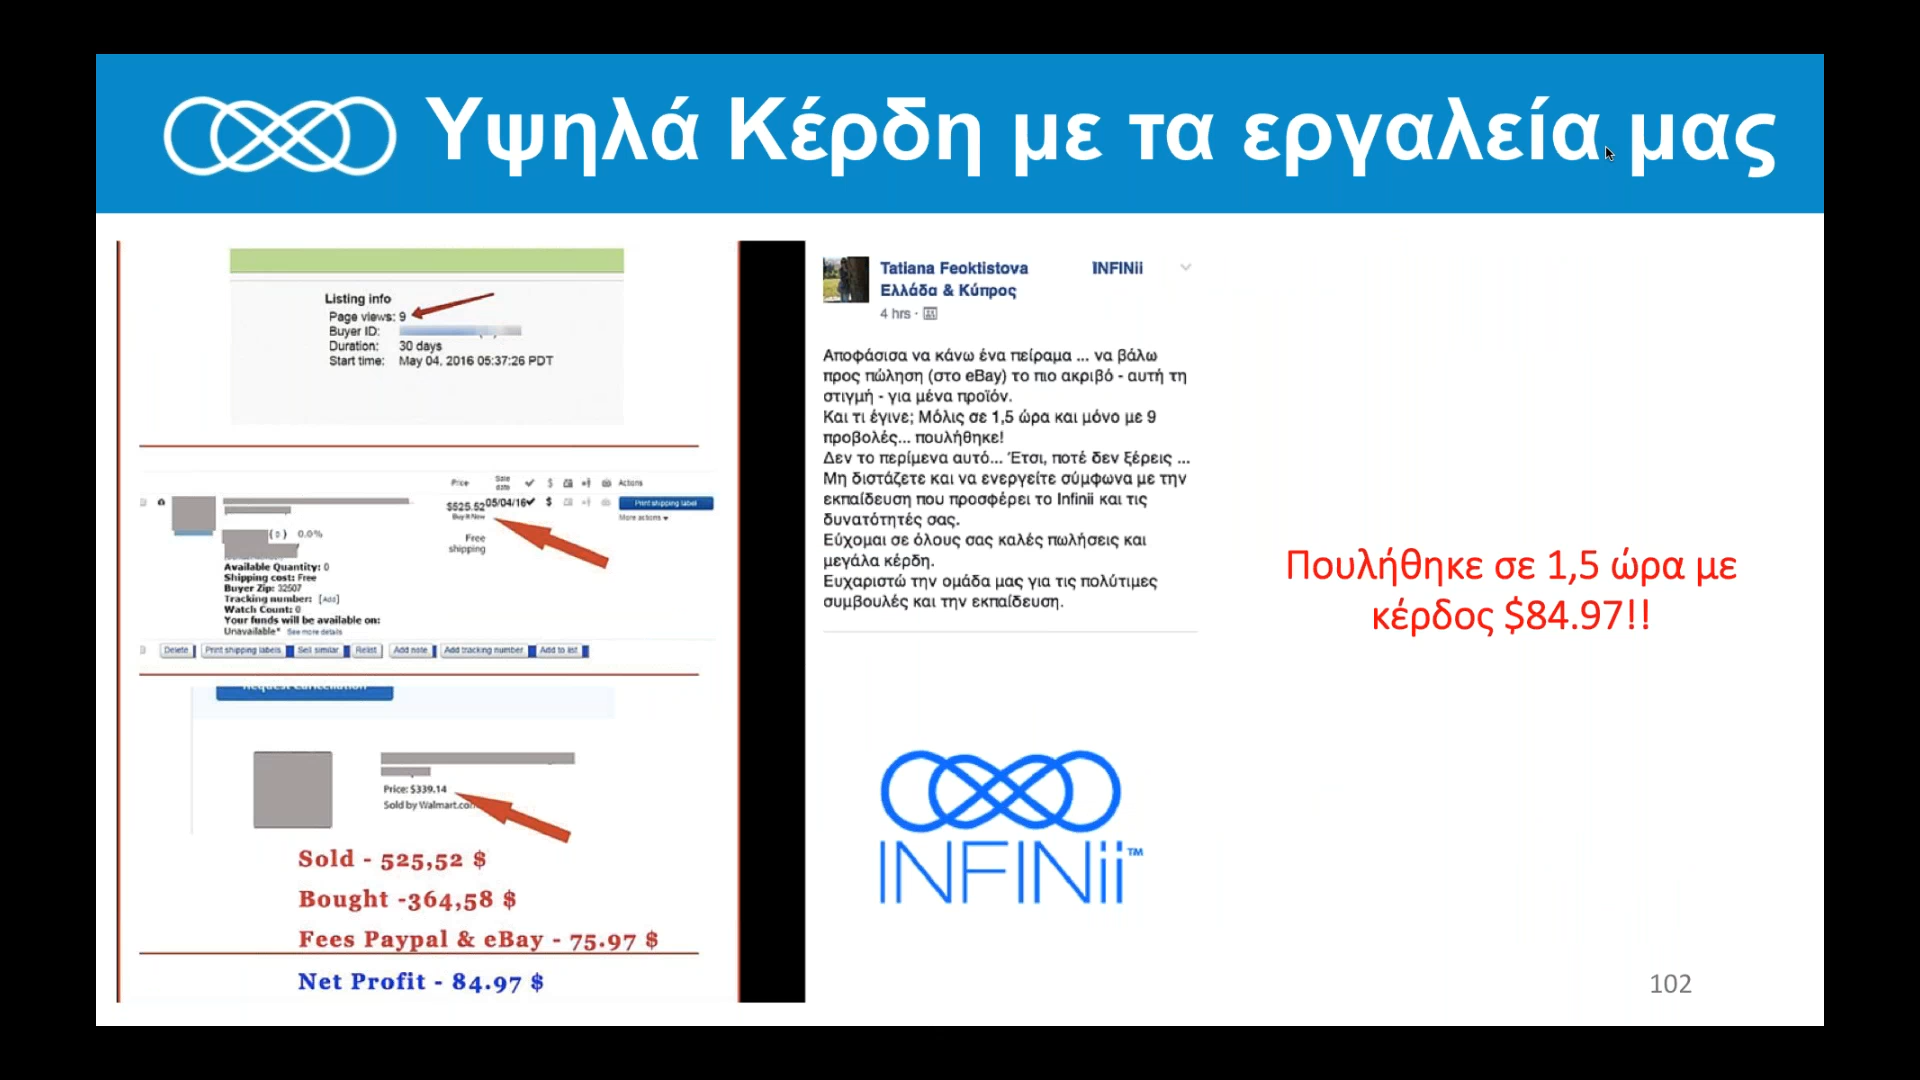 Υψηλά Κέρδη με τα εργαλεία μας
Listing info
Page views: 9
Buyer ID:
Duration: 30 days
Start time: May 04, 2016 05:37:26 PDT
Price Sale date $ Actions
$525.52 05/04/16 $ Print shipping label
Buy It Now More actions
Free shipping
(0) 0.0%
Available Quantity: 0
Shipping cost: Free
Buyer Zip: 32507
Tracking number: [Add]
Watch Count: 0
Your funds will be available on:
Unavailable* See more details
Delete Print shipping labels Sell similar Relist Add note Add tracking number Add to list
Request Cancellation
Price: $339.14
Sold by Walmart.com
Sold - 525,52 $
Bought -364,58 $
Fees Paypal & eBay - 75.97 $
Net Profit - 84.97 $
Tatiana Feoktistova INFINii
Ελλάδα & Κύπρος
4 hrs ·
Αποφάσισα να κάνω ένα πείραμα ... να βάλω
προς πώληση (στο eBay) το πιο ακριβό - αυτή τη
στιγμή - για μένα προϊόν.
Και τι έγινε; Μόλις σε 1,5 ώρα και μόνο με 9
προβολές... πουλήθηκε!
Δεν το περίμενα αυτό... Έτσι, ποτέ δεν ξέρεις ...
Μη διστάζετε και να ενεργείτε σύμφωνα με την
εκπαίδευση που προσφέρει το Infinii και τις
δυνατότητές σας.
Εύχομαι σε όλους σας καλές πωλήσεις και
μεγάλα κέρδη.
Ευχαριστώ την ομάδα μας για τις πολύτιμες
συμβουλές και την εκπαίδευση.
INFINii™
Πουλήθηκε σε 1,5 ώρα με
κέρδος $84.97!!
102